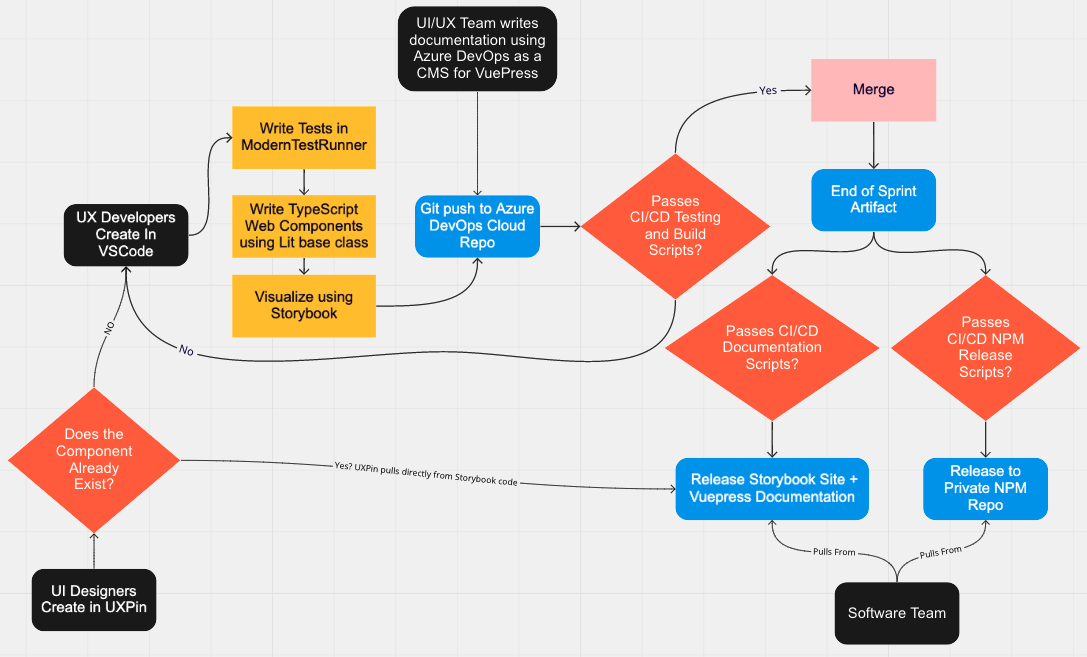 UI/UX Team writes
documentation using
Azure DevOps as a
CMS for VuePress
Yes
Merge
Write Tests in
ModernTestRunner
End of Sprint
Artifact
UX Developers
Create In
VSCode
Write TypeScript
Web Components
using Lit base class
Git push to Azure
DevOps Cloud
Repo
Passes
CI/CD Testing
and Build
Scripts?
Visualize using
Storybook
NO
No
Passes CI/CD
Documentation
Scripts?
Passes
CI/CD NPM
Release
Scripts?
Does the
Component
Already
Exist?
Yes? UXPin pulls directly from Storybook code
Release Storybook Site +
Vuepress Documentation
Release to
Private NPM
Repo
Pulls From
Pulls From
UI Designers
Create in UXPin
Software Team